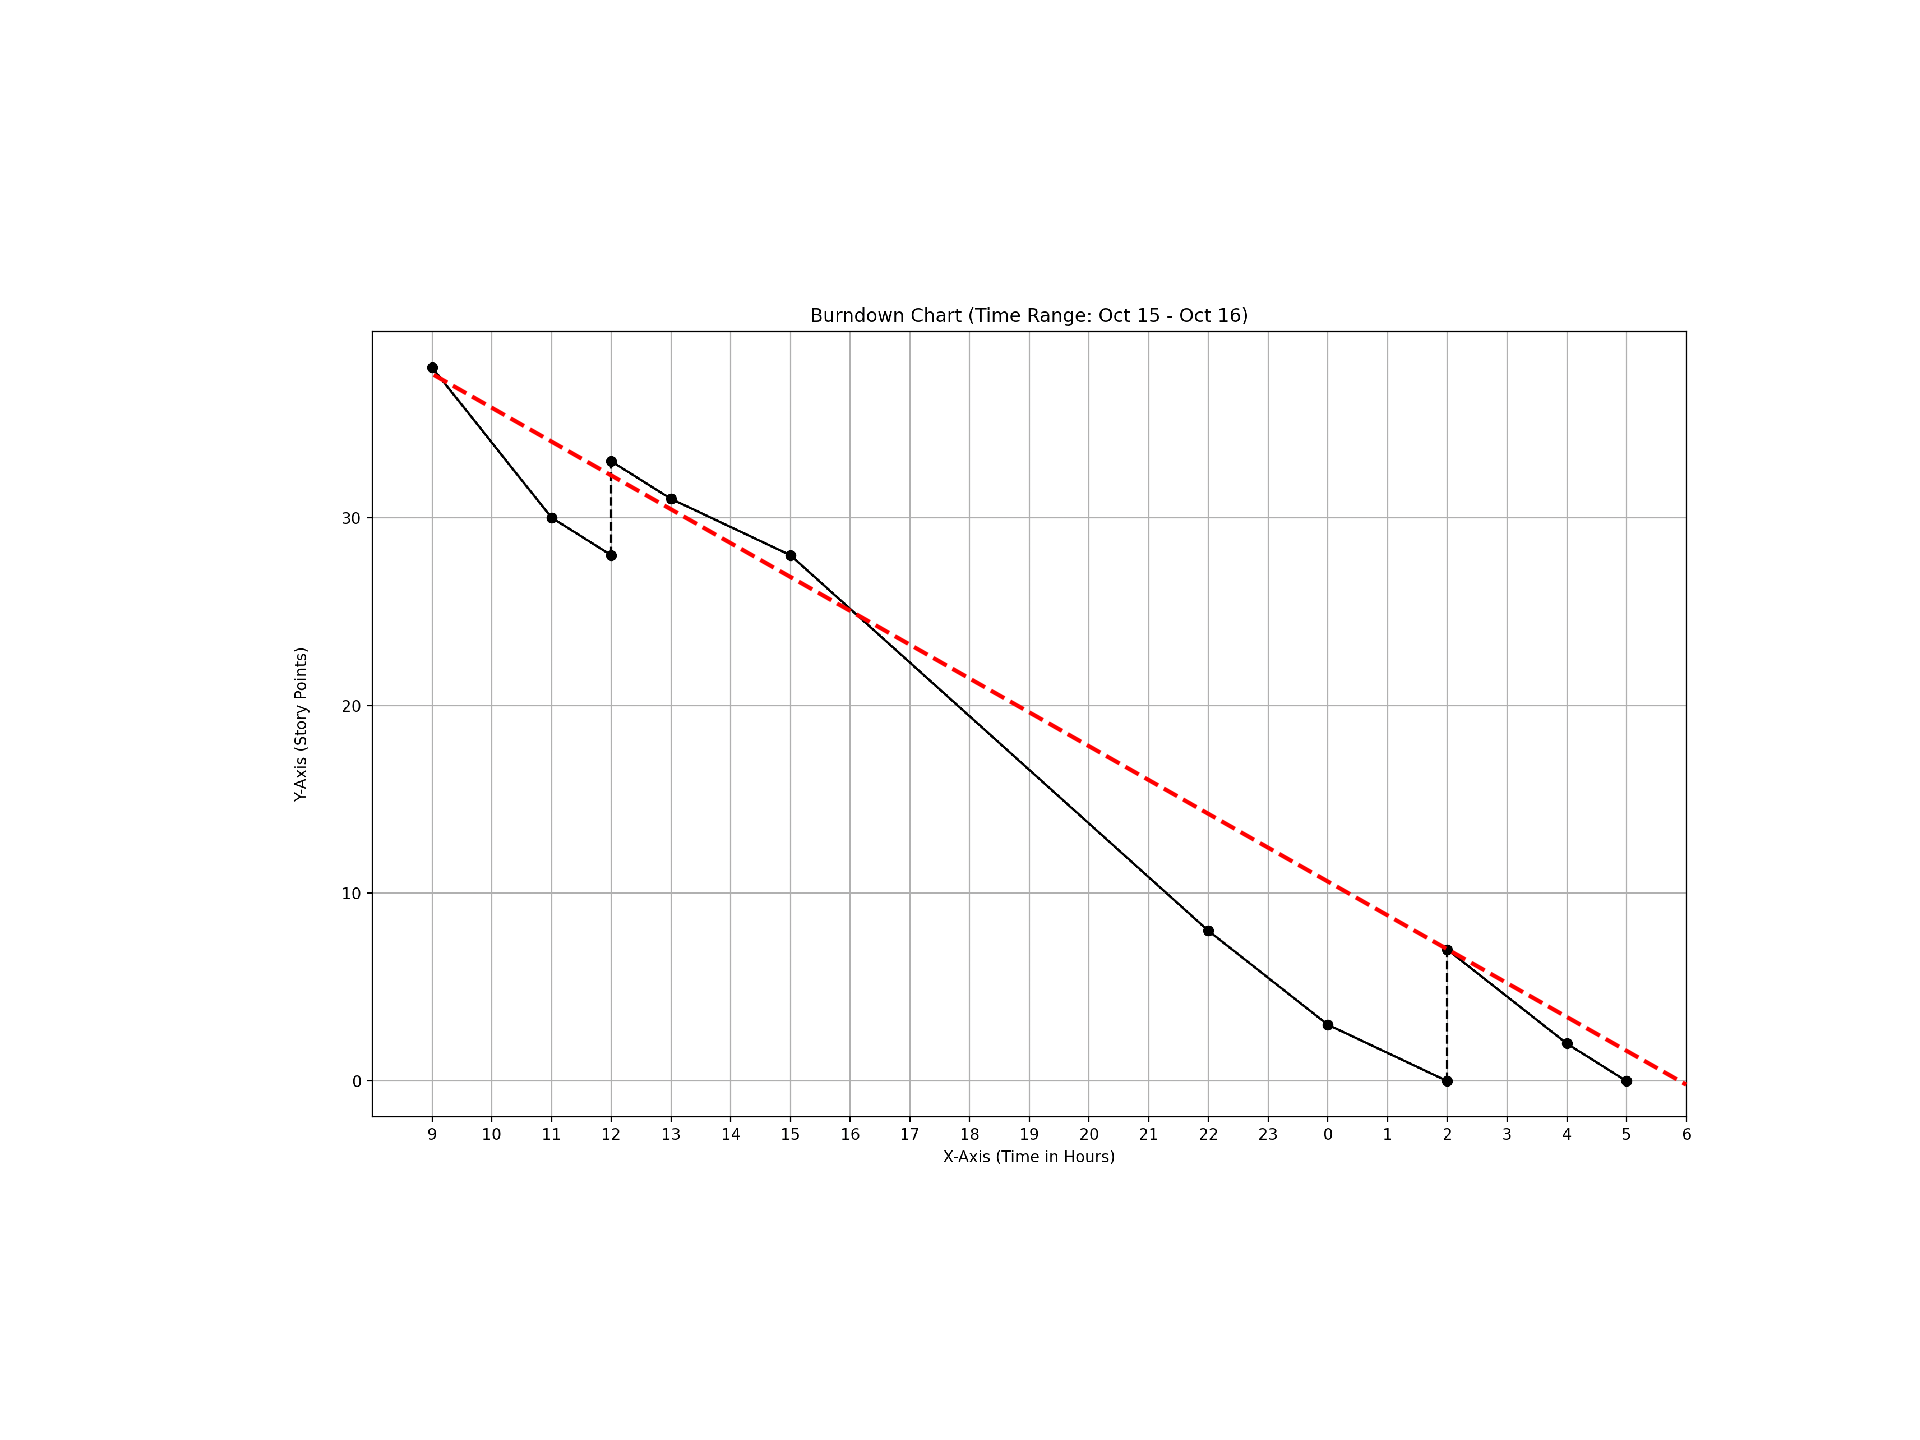 Burndown Chart (Time Range: Oct 15 - Oct 16)
Y-Axis (Story Points)
30
20
10
0
9 10 11 12 13 14 15 16 17 18 19 20 21 22 23 0 1 2 3 4 5 6
X-Axis (Time in Hours)